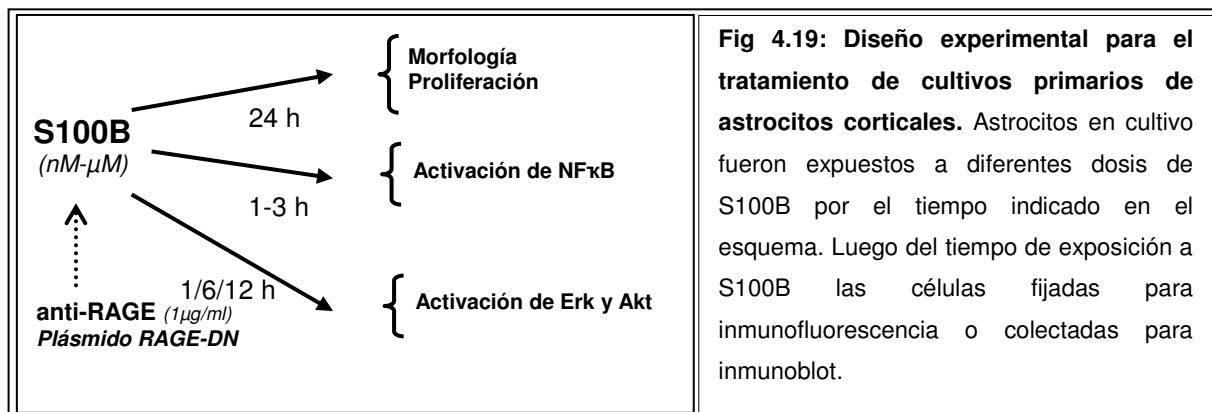 Morfología
Proliferación
24 h
S100B
(nM-µM)
Activación de NFκB
1-3 h
1/6/12 h
Activación de Erk y Akt
anti-RAGE (1µg/ml)
Plásmido RAGE-DN
Fig 4.19: Diseño experimental para el
tratamiento de cultivos primarios de
astrocitos corticales. Astrocitos en cultivo
fueron expuestos a diferentes dosis de
S100B por el tiempo indicado en el
esquema. Luego del tiempo de exposición a
S100B las células fijadas para
inmunofluorescencia o colectadas para
inmunoblot.